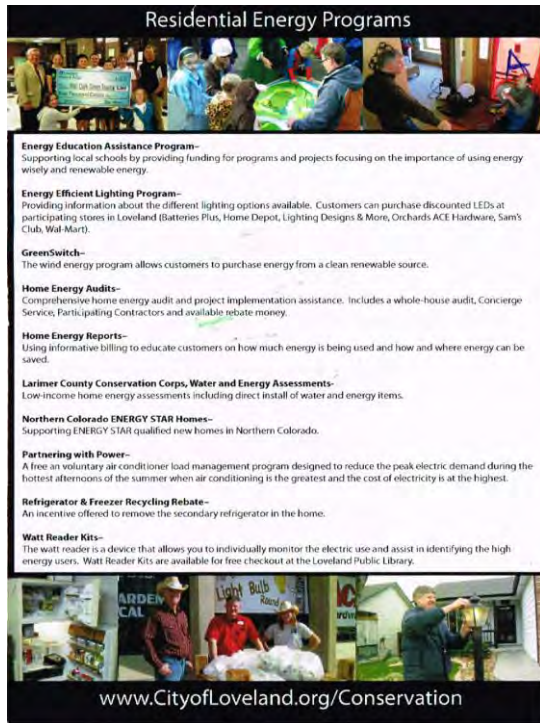 Residential Energy Programs
Energy Education Assistance Program–
Supporting local schools by providing funding for programs and projects focusing on the importance of using energy
wisely and renewable energy.
Energy Efficient Lighting Program–
Providing information about the different lighting options available. Customers can purchase discounted LEDs at
participating stores in Loveland (Batteries Plus, Home Depot, Lighting Designs & More, Orchards ACE Hardware, Sam's
Club, Wal-Mart).
GreenSwitch–
The wind energy program allows customers to purchase energy from a clean renewable source.
Home Energy Audits–
Comprehensive home energy audit and project implementation assistance. Includes a whole-house audit, Concierge
Service, Participating Contractors and available rebate money.
Home Energy Reports–
Using informative billing to educate customers on how much energy is being used and how and where energy can be
saved.
Larimer County Conservation Corps, Water and Energy Assessments-
Low-income home energy assessments including direct install of water and energy items.
Northern Colorado ENERGY STAR Homes–
Supporting ENERGY STAR qualified new homes in Northern Colorado.
Partnering with Power–
A free an voluntary air conditioner load management program designed to reduce the peak electric demand during the
hottest afternoons of the summer when air conditioning is the greatest and the cost of electricity is at the highest.
Refrigerator & Freezer Recycling Rebate–
An incentive offered to remove the secondary refrigerator in the home.
Watt Reader Kits–
The watt reader is a device that allows you to individually monitor the electric use and assist in identifying the high
energy users. Watt Reader Kits are available for free checkout at the Loveland Public Library.
Light Bulb
www.CityofLoveland.org/Conservation